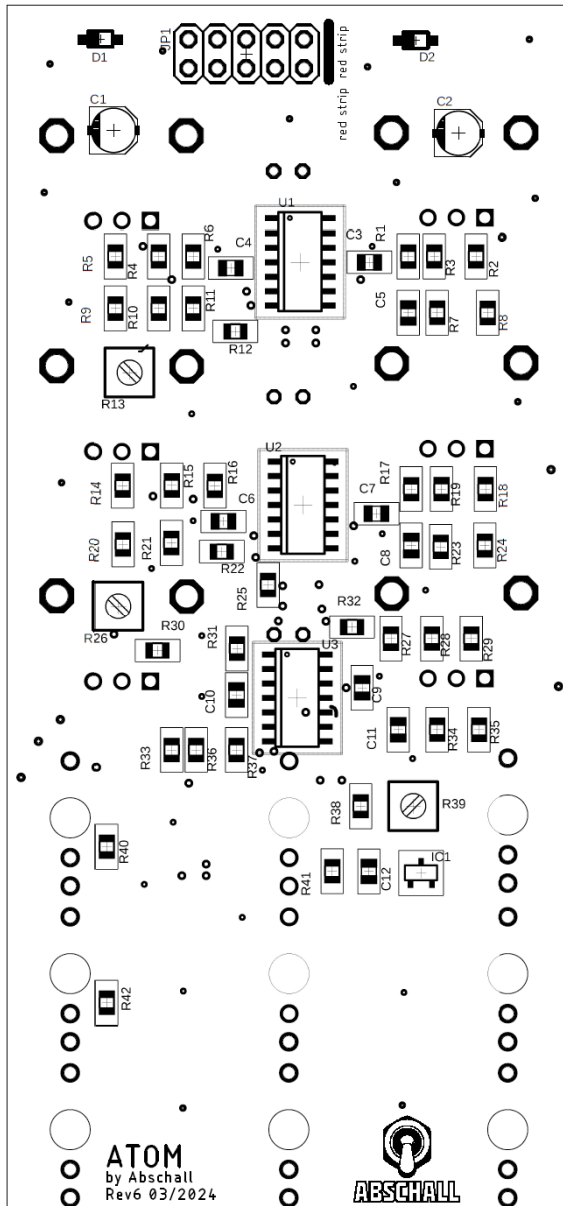 D1
JP1
red strip
red strip
D2
C1
C2
U1
R5
R4
R6
C4
C3
R1
R3
R2
R9
R10
R11
R12
C5
R7
R8
R13
U2
R14
R15
R16
C6
C7
R17
R19
R18
R20
R21
R22
C8
R23
R24
R25
R26
R30
R31
R32
U3
R27
R28
R29
C10
C9
R33
R36
R37
C11
R34
R35
R38
R39
R40
R41
C12
IC1
R42
ATOM
by Abschall
Rev6 03/2024
ABSCHALL